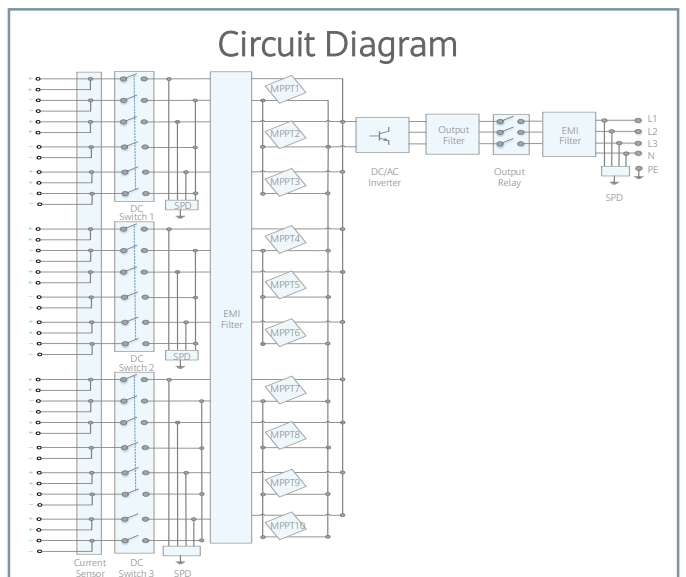 Circuit Diagram
MPPT1
MPPT2
MPPT3
DC
Switch 1
SPD
MPPT4
MPPT5
MPPT6
DC
Switch 2
SPD
EMI
Filter
MPPT7
MPPT8
MPPT9
MPPT10
Current
Sensor
DC
Switch 3
SPD
DC/AC
Inverter
Output
Filter
Output
Relay
EMI
Filter
L1
L2
L3
N
PE
SPD